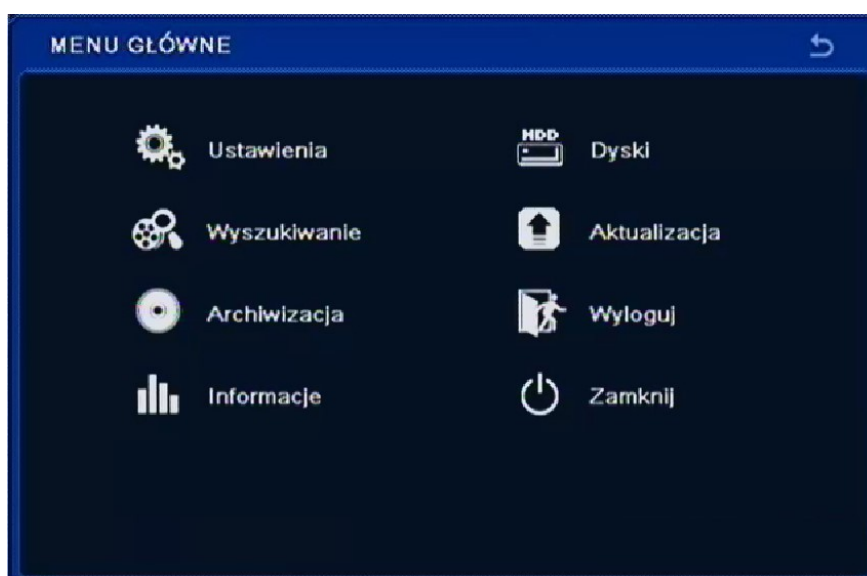 MENU GŁÓWNE
Ustawienia
HDD
Dyski
Wyszukiwanie
Aktualizacja
Archiwizacja
Wyloguj
Informacje
Zamknij